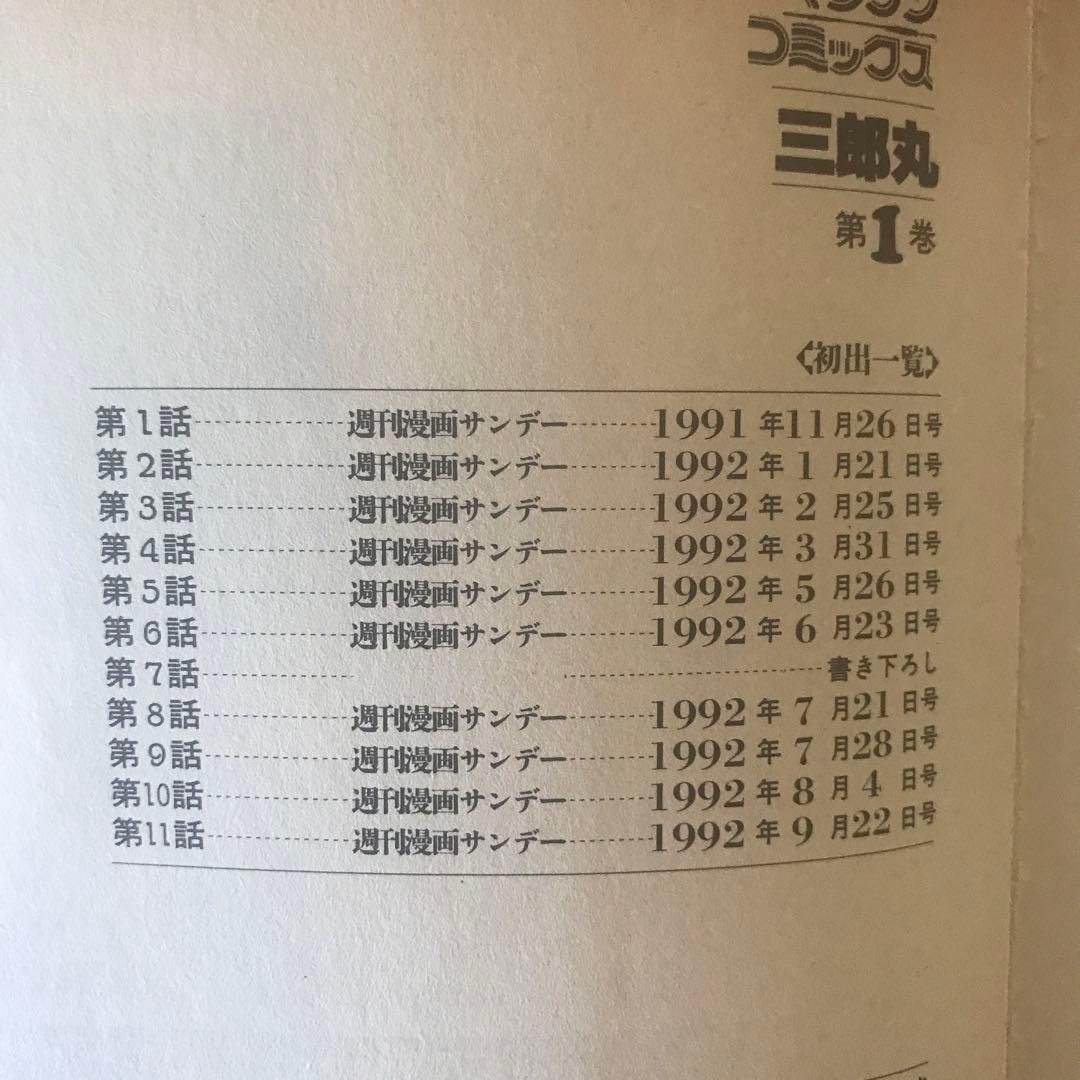 コミックス
三郎丸
第1巻
《初出一覧》
第1話………週刊漫画サンデー………1991年11月26日号
第2話………週刊漫画サンデー………1992年1月21日号
第3話………週刊漫画サンデー………1992年2月25日号
第4話………週刊漫画サンデー………1992年3月31日号
第5話………週刊漫画サンデー………1992年5月26日号
第6話………週刊漫画サンデー………1992年6月23日号
第7話………　………書き下ろし
第8話………週刊漫画サンデー………1992年7月21日号
第9話………週刊漫画サンデー………1992年7月28日号
第10話………週刊漫画サンデー………1992年8月4日号
第11話………週刊漫画サンデー………1992年9月22日号